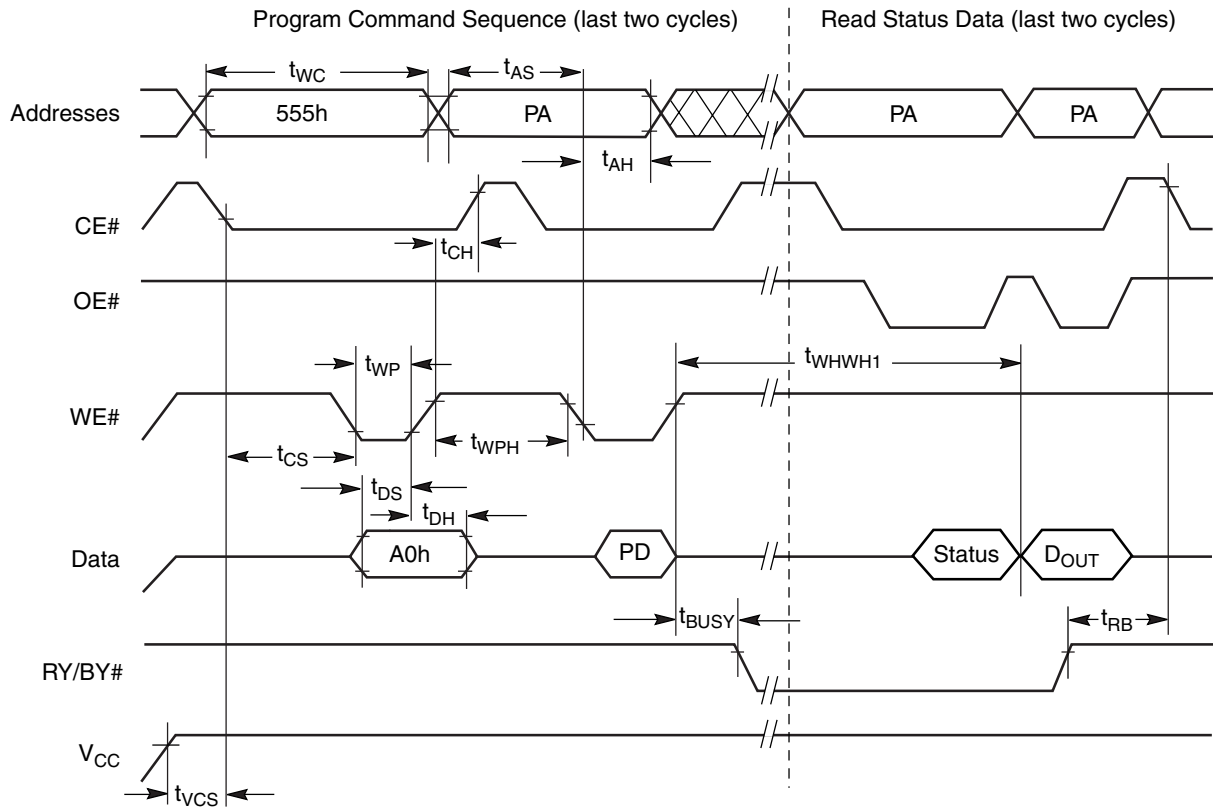 Program Command Sequence (last two cycles) Read Status Data (last two cycles)
tWC tAS
Addresses 555h PA PA PA
tAH
CE#
tCH
OE#
tWHWH1
tWP
WE#
tWPH
tCS
tDS
tDH
Data A0h PD Status DOUT
tBUSY tRB
RY/BY#
VCC
tVCS